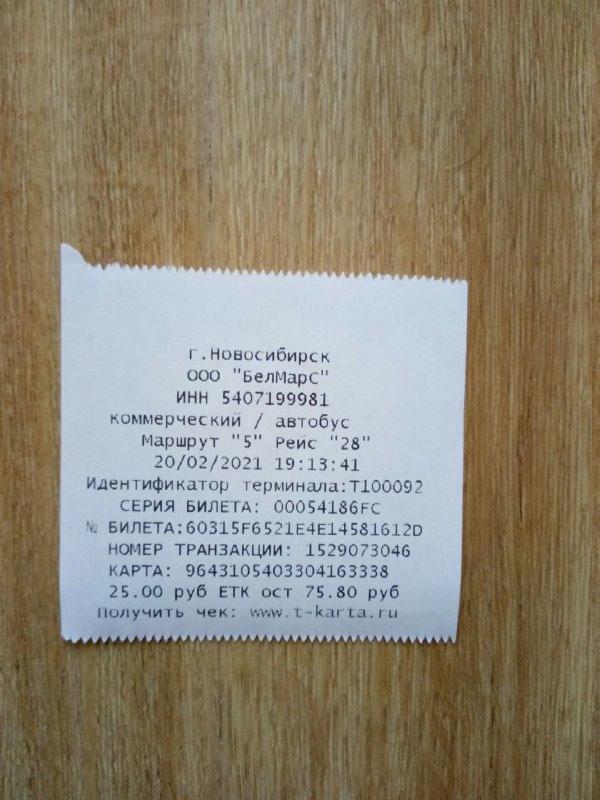 г.Новосибирск
ООО "БелМарС"
ИНН 5407199981
коммерческий / автобус
Маршрут "5" Рейс "28"
20/02/2021 19:13:41
Идентификатор терминала:T100092
СЕРИЯ БИЛЕТА: 00054186FC
№ БИЛЕТА:60315F6521E4E14581612D
НОМЕР ТРАНЗАКЦИИ: 1529073046
КАРТА: 9643105403304163338
25.00 руб ЕТК ост 75.80 руб
Получить чек: www.t-karta.ru